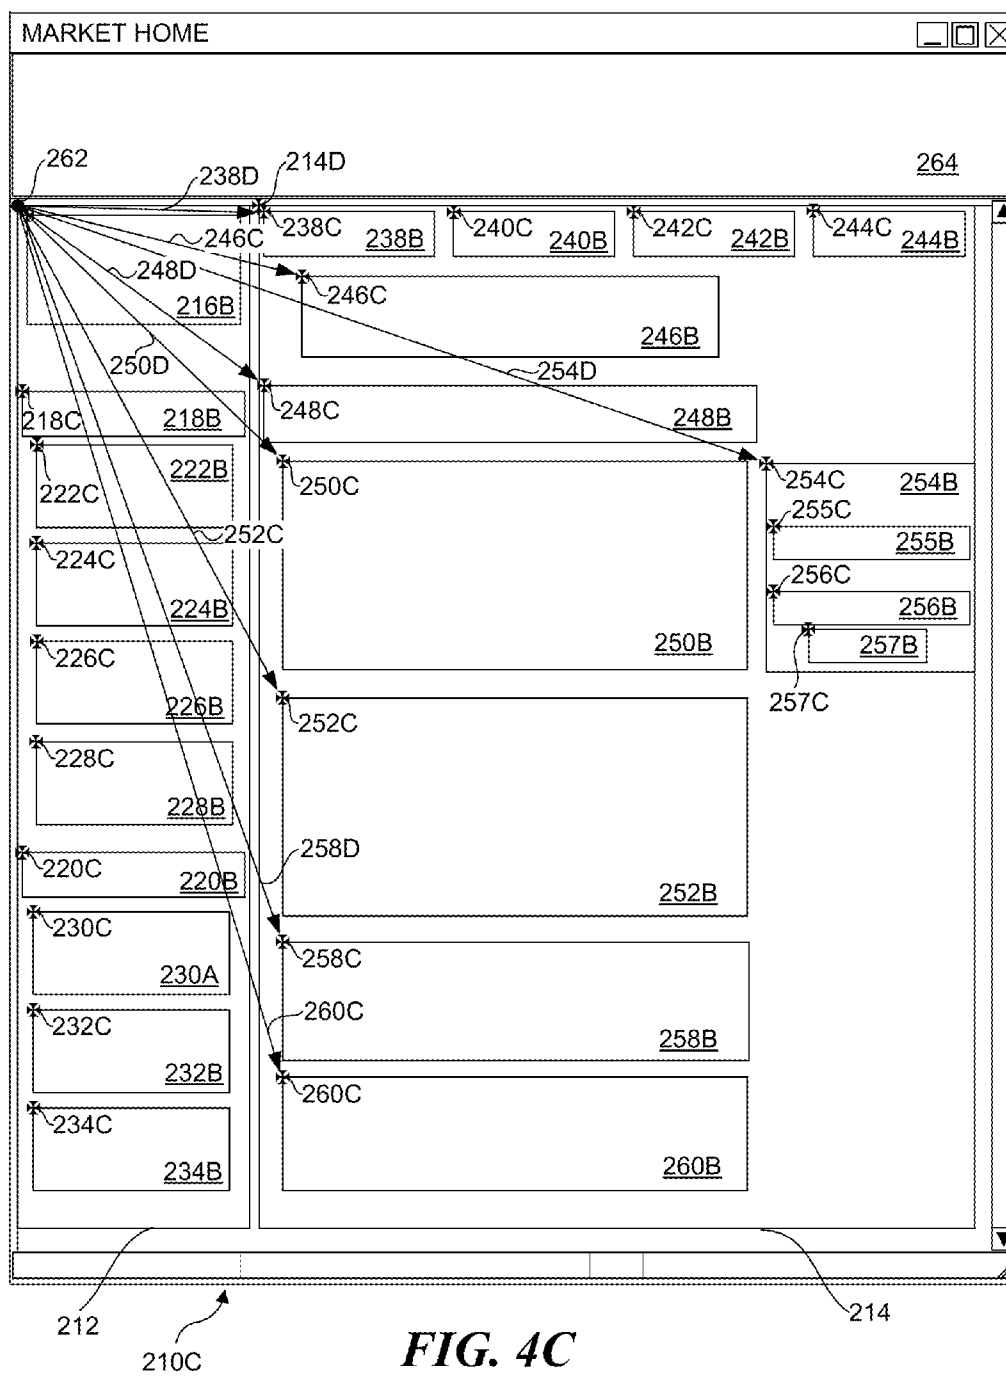 MARKET HOME
262
238D
214D
264
246C
238C
238B
240C
240B
242C
242B
244C
244B
248D
216B
246C
246B
250D
254D
218C
218B
248C
248B
222B
222C
250C
254C
254B
252C
255C
224C
255B
224B
256C
256B
226C
250B
257B
226B
252C
257C
228C
228B
258D
220C
220B
252B
230C
230A
258C
260C
232C
258B
232B
260C
234C
234B
260B
212
214
210C
FIG. 4C